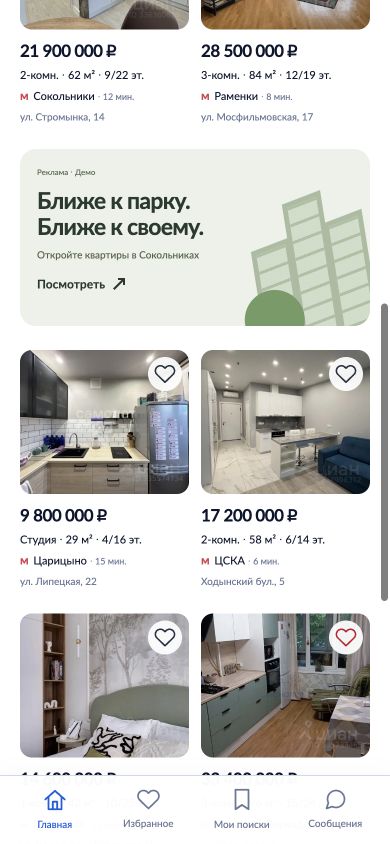 21 900 000 ₽
2-комн. · 62 м² · 9/22 эт.
м Сокольники · 12 мин.
ул. Стромынка, 14
28 500 000 ₽
3-комн. · 84 м² · 12/19 эт.
м Раменки · 8 мин.
ул. Мосфильмовская, 17
Реклама · Демо
Ближе к парку.
Ближе к своему.
Откройте квартиры в Сокольниках
Посмотреть
9 800 000 ₽
Студия · 29 м² · 4/16 эт.
м Царицыно · 15 мин.
ул. Липецкая, 22
17 200 000 ₽
2-комн. · 58 м² · 6/14 эт.
м ЦСКА · 6 мин.
Ходынский бул., 5
циан
Главная
Избранное
Мои поиски
Сообщения